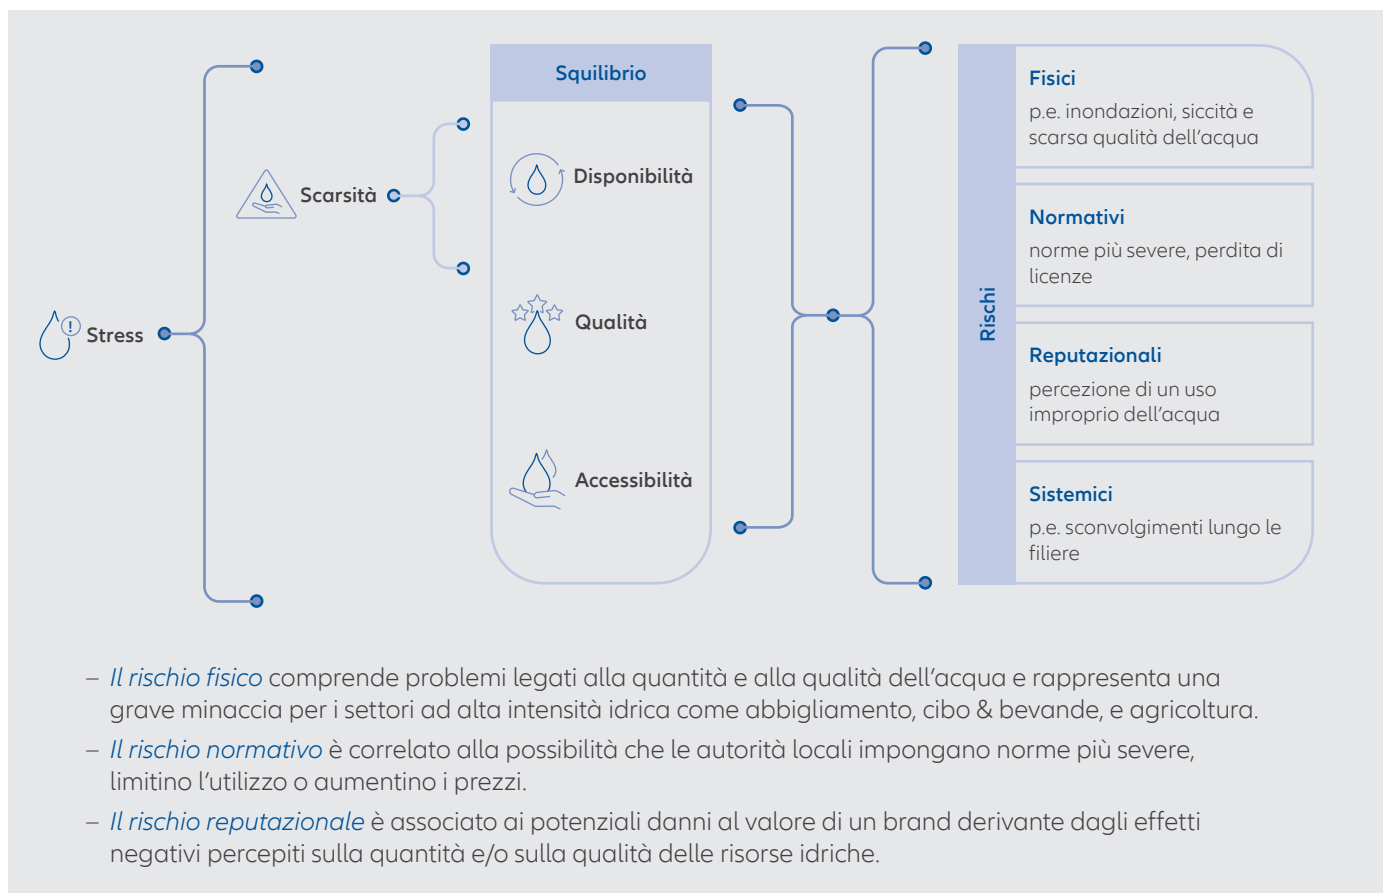 Stress
Scarsità
Squilibrio
Disponibilità
Qualità
Accessibilità
Rischi
Fisici
p.e. inondazioni, siccità e
scarsa qualità dell’acqua
Normativi
norme più severe, perdita di
licenze
Reputazionali
percezione di un uso
improprio dell’acqua
Sistemici
p.e. sconvolgimenti lungo le
filiere
– Il rischio fisico comprende problemi legati alla quantità e alla qualità dell’acqua e rappresenta una
grave minaccia per i settori ad alta intensità idrica come abbigliamento, cibo & bevande, e agricoltura.
– Il rischio normativo è correlato alla possibilità che le autorità locali impongano norme più severe,
limitino l’utilizzo o aumentino i prezzi.
– Il rischio reputazionale è associato ai potenziali danni al valore di un brand derivante dagli effetti
negativi percepiti sulla quantità e/o sulla qualità delle risorse idriche.